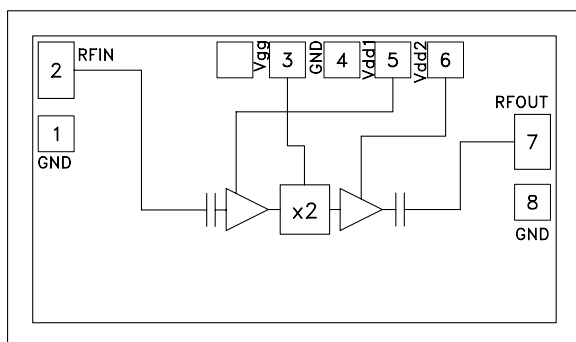 2 RFIN
Vgg 3 GND 4 Vdd1 5 Vdd2 6
RFOUT
7
1
GND
x2
8
GND